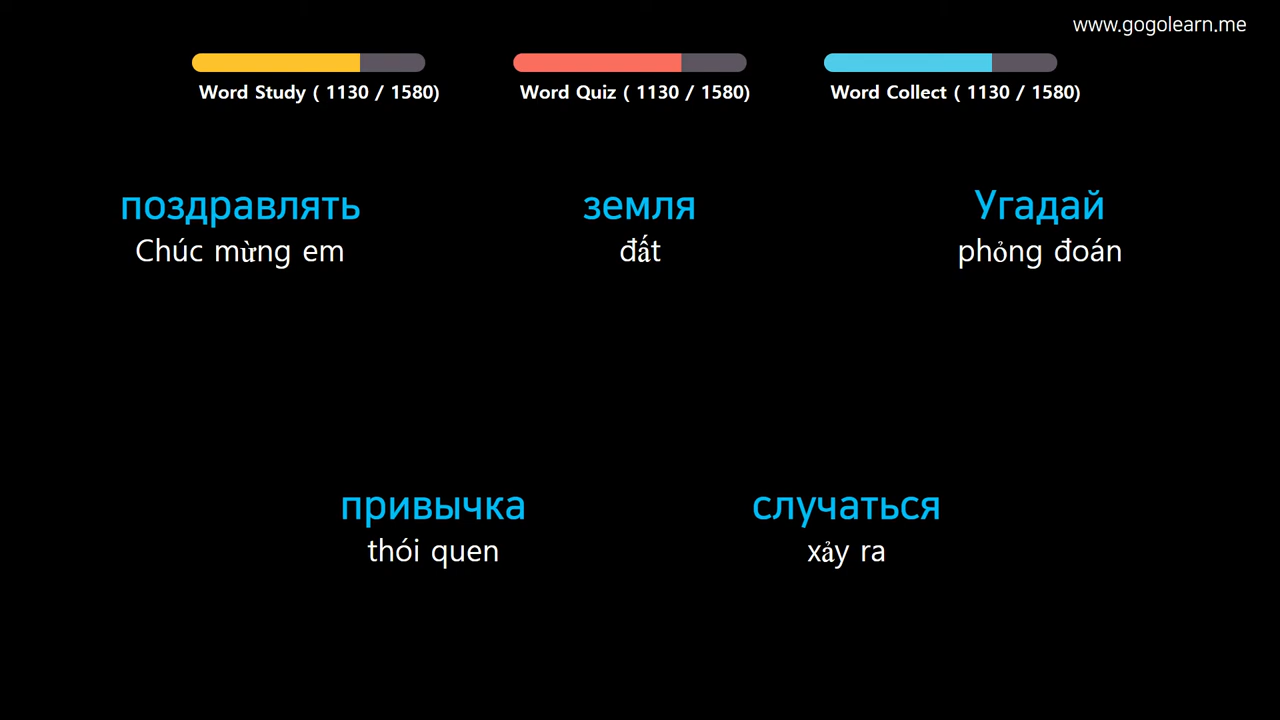 www.gogolearn.me
Word Study ( 1130 / 1580)
Word Quiz ( 1130 / 1580)
Word Collect ( 1130 / 1580)
поздравлять
Chúc mừng em
земля
đất
Угадай
phỏng đoán
привычка
thói quen
случаться
xảy ra